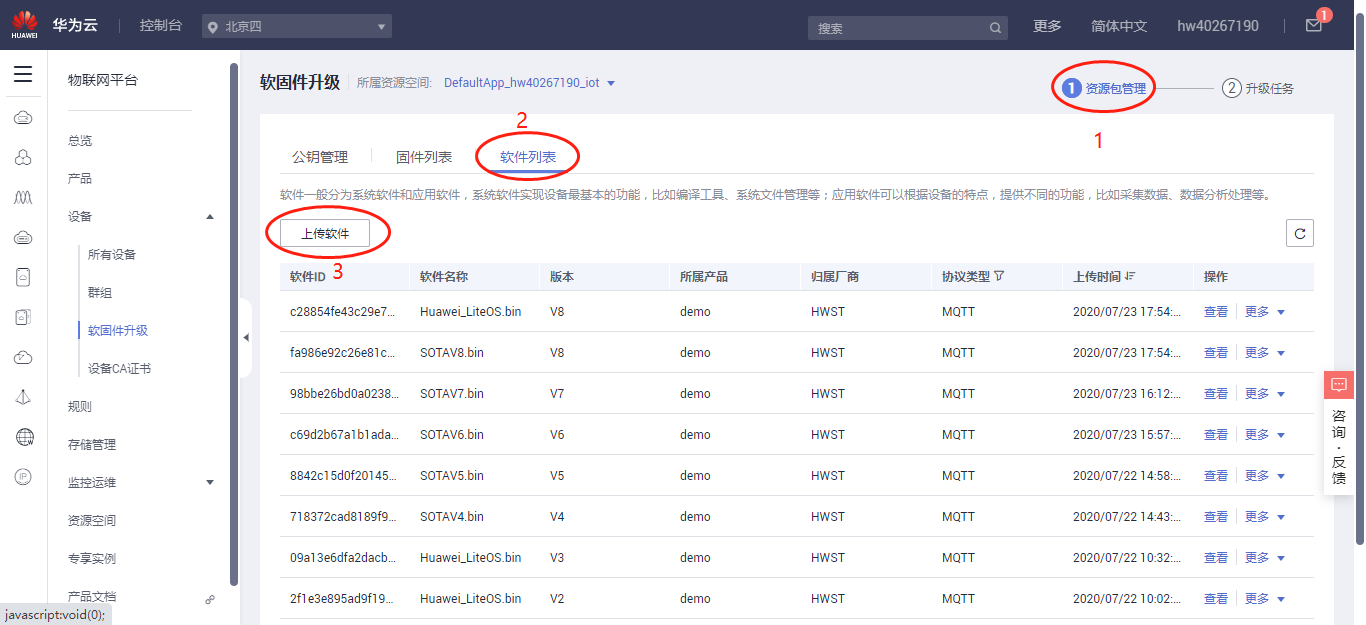 HUAWEI 华为云 控制台 北京四 搜索 更多 简体中文 hw40267190 1
物联网平台
总览
产品
设备
所有设备
群组
软固件升级
设备CA证书
规则
存储管理
监控运维
资源空间
专享实例
产品文档
javascript:void(0);
软固件升级 所属资源空间: DefaultApp_hw40267190_iot 1 资源包管理 2 升级任务
2 1
公钥管理 固件列表 软件列表
软件一般分为系统软件和应用软件，系统软件实现设备最基本的功能，比如编译工具、系统文件管理等；应用软件可以根据设备的特点，提供不同的功能，比如采集数据、数据分析处理等。
上传软件
3
软件ID 软件名称 版本 所属产品 归属厂商 协议类型 上传时间 操作
c28854fe43c29e7... Huawei_LiteOS.bin V8 demo HWST MQTT 2020/07/23 17:54:... 查看 更多
fa986e92c26e81c... SOTAV8.bin V8 demo HWST MQTT 2020/07/23 17:54:... 查看 更多
98bbe26bd0a0238... SOTAV7.bin V7 demo HWST MQTT 2020/07/23 16:12:... 查看 更多
c69d2b67a1b1ada... SOTAV6.bin V6 demo HWST MQTT 2020/07/23 15:57:... 查看 更多
8842c15d0f20145... SOTAV5.bin V5 demo HWST MQTT 2020/07/22 14:58:... 查看 更多
718372cad8189f9... SOTAV4.bin V4 demo HWST MQTT 2020/07/22 14:43:... 查看 更多
09a13e6dfa2dacb... Huawei_LiteOS.bin V3 demo HWST MQTT 2020/07/22 10:32:... 查看 更多
2f1e3e895ad9f19... Huawei_LiteOS.bin V2 demo HWST MQTT 2020/07/22 10:02:... 查看 更多
咨询·反馈
IP